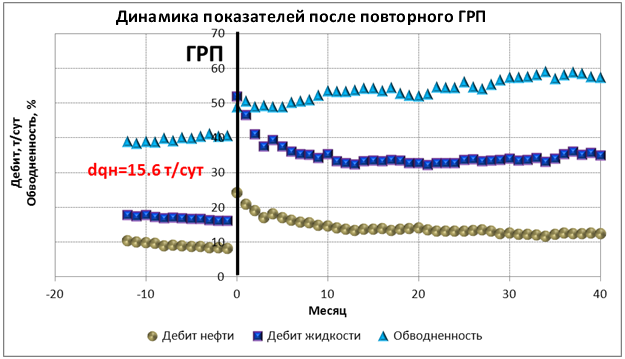 Динамика показателей после повторного ГРП
ГРП
Дебит, т/сут
Обводненность, %
dqн=15.6 т/сут
70
60
50
40
30
20
10
0
-20
-10
0
10
20
30
40
Месяц
Дебит нефти
Дебит жидкости
Обводненность